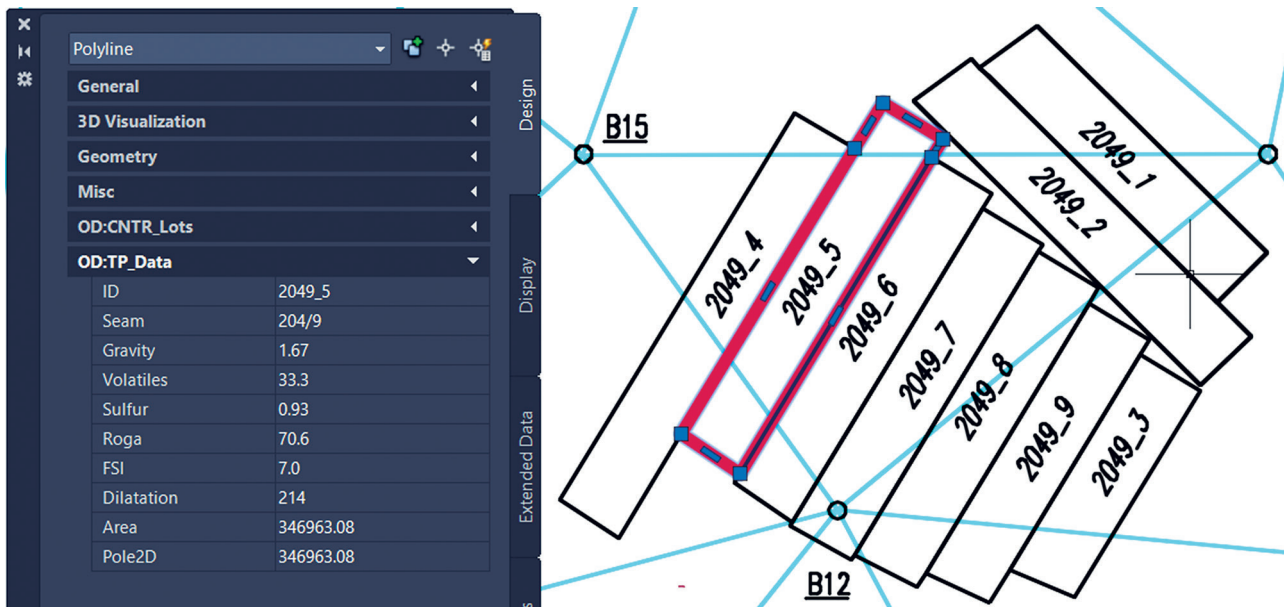 Polyline
General
3D Visualization
Geometry
Misc
OD:CNTR_Lots
OD:TP_Data
ID 2049_5
Seam 204/9
Gravity 1.67
Volatiles 33.3
Sulfur 0.93
Roga 70.6
FSI 7.0
Dilatation 214
Area 346963.08
Pole2D 346963.08
Design
Display
Extended Data
B15
2049_1
2049_2
2049_4
2049_5
2049_6
2049_7
2049_8
2049_9
2049_3
B12